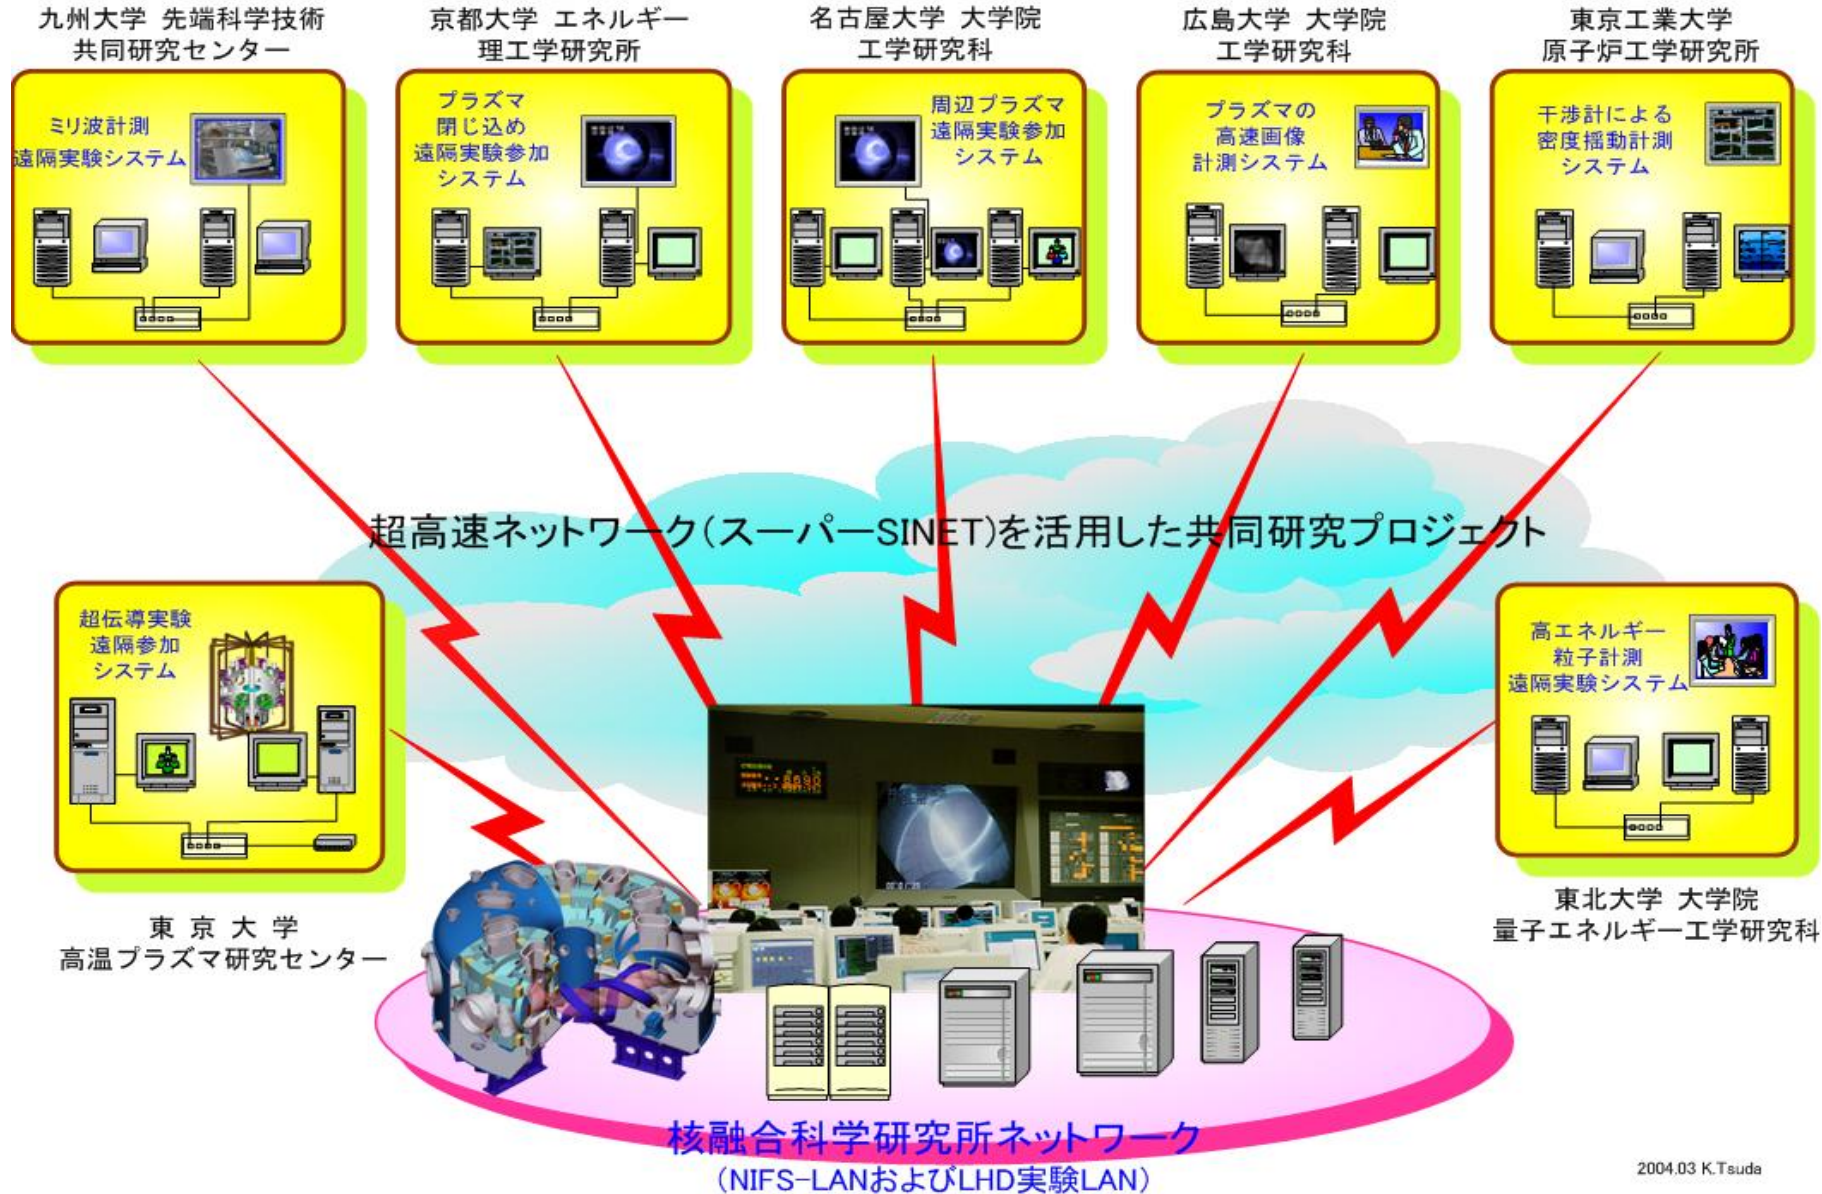 九州大学 先端科学技術
共同研究センター
京都大学 エネルギー
理工学研究所
名古屋大学 大学院
工学研究科
広島大学 大学院
工学研究科
東京工業大学
原子炉工学研究所
ミリ波計測
遠隔実験システム
プラズマ
閉じ込め
遠隔実験参加
システム
周辺プラズマ
遠隔実験参加
システム
プラズマの
高速画像
計測システム
干渉計による
密度揺動計測
システム
超高速ネットワーク(スーパーSINET)を活用した共同研究プロジェクト
超伝導実験
遠隔参加
システム
高エネルギー
粒子計測
遠隔実験システム
東 京 大 学
高温プラズマ研究センター
東北大学 大学院
量子エネルギー工学研究科
核融合科学研究所ネットワーク
(NIFS-LANおよびLHD実験LAN)
2004.03 K.Tsuda